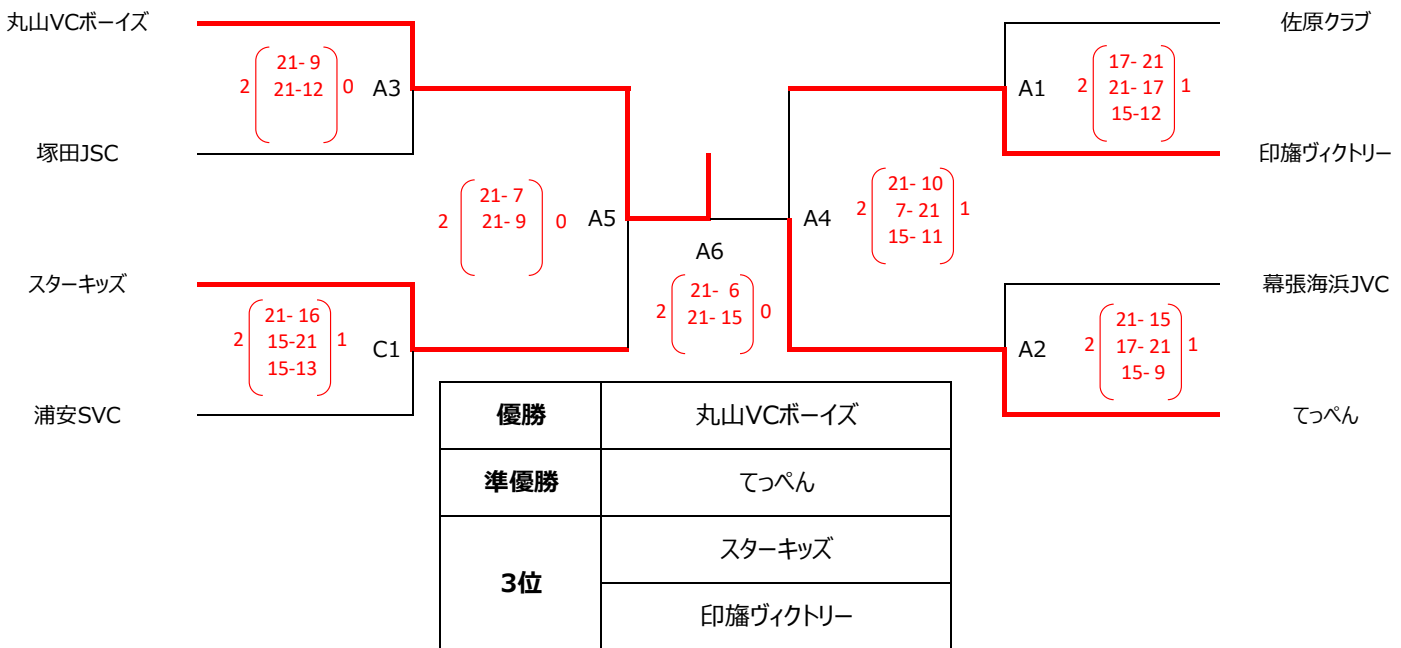 丸山VCボーイズ
佐原クラブ
2 21- 9 0 A3
21-12
A1 2 17- 21 1
21- 17
15-12
塚田JSC
印旛ヴィクトリー
2 21- 7 0 A5
21- 9
A4 2 21- 10 1
7- 21
15- 11
A6
2 21- 6 0
21- 15
スターキッズ
幕張海浜JVC
2 21- 16 1 C1
15-21
15-13
A2 2 21- 15 1
17- 21
15- 9
浦安SVC
てっぺん
優勝 丸山VCボーイズ
準優勝 てっぺん
3位 スターキッズ
印旛ヴィクトリー